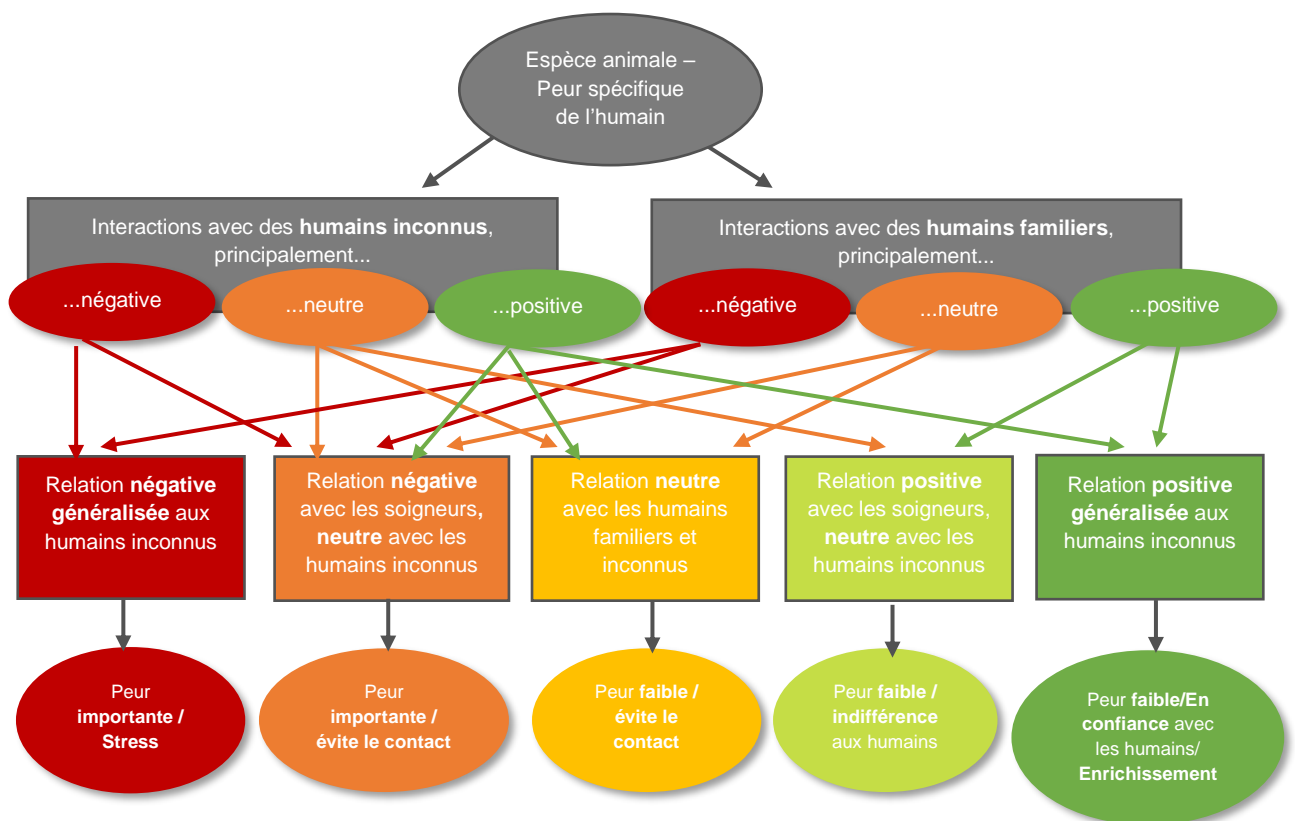 Espèce animale –
Peur spécifique
de l'humain
Interactions avec des humains inconnus,
principalement...
Interactions avec des humains familiers,
principalement...
...négative
...neutre
...positive
...négative
...neutre
...positive
Relation négative
généralisée aux
humains inconnus
Relation négative
avec les soigneurs,
neutre avec les
humains inconnus
Relation neutre
avec les humains
familiers et
inconnus
Relation positive
avec les soigneurs,
neutre avec les
humains inconnus
Relation positive
généralisée aux
humains inconnus
Peur
importante /
Stress
Peur
importante /
évite le contact
Peur faible /
évite le
contact
Peur faible /
indifférence
aux humains
Peur faible/En
confiance avec
les humains/
Enrichissement